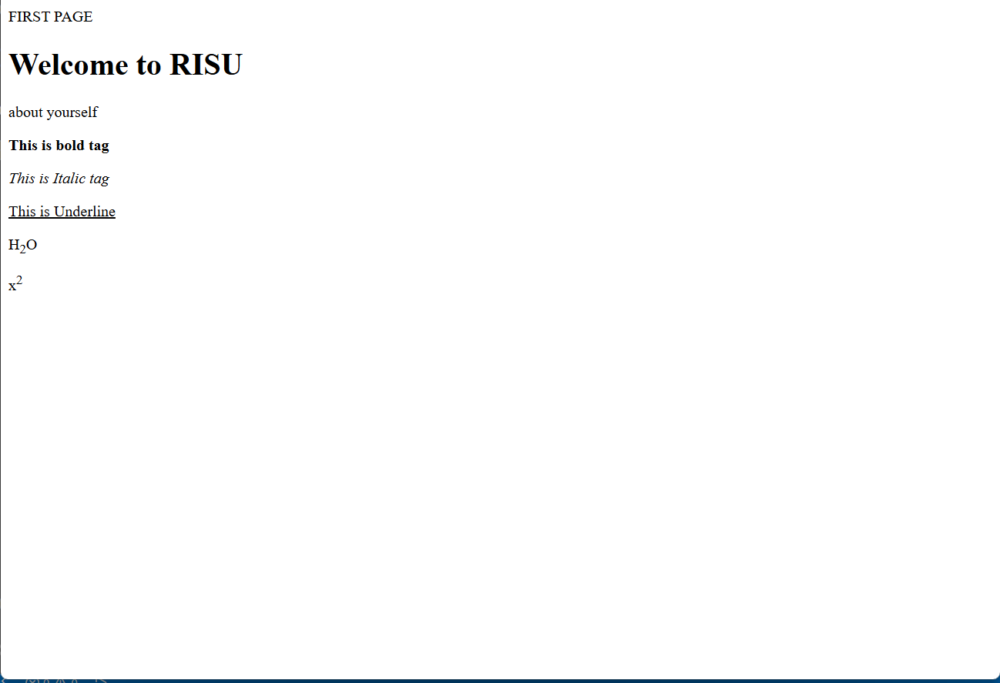 FIRST PAGE
Welcome to RISU
about yourself
This is bold tag
This is Italic tag
This is Underline
H₂O
x²